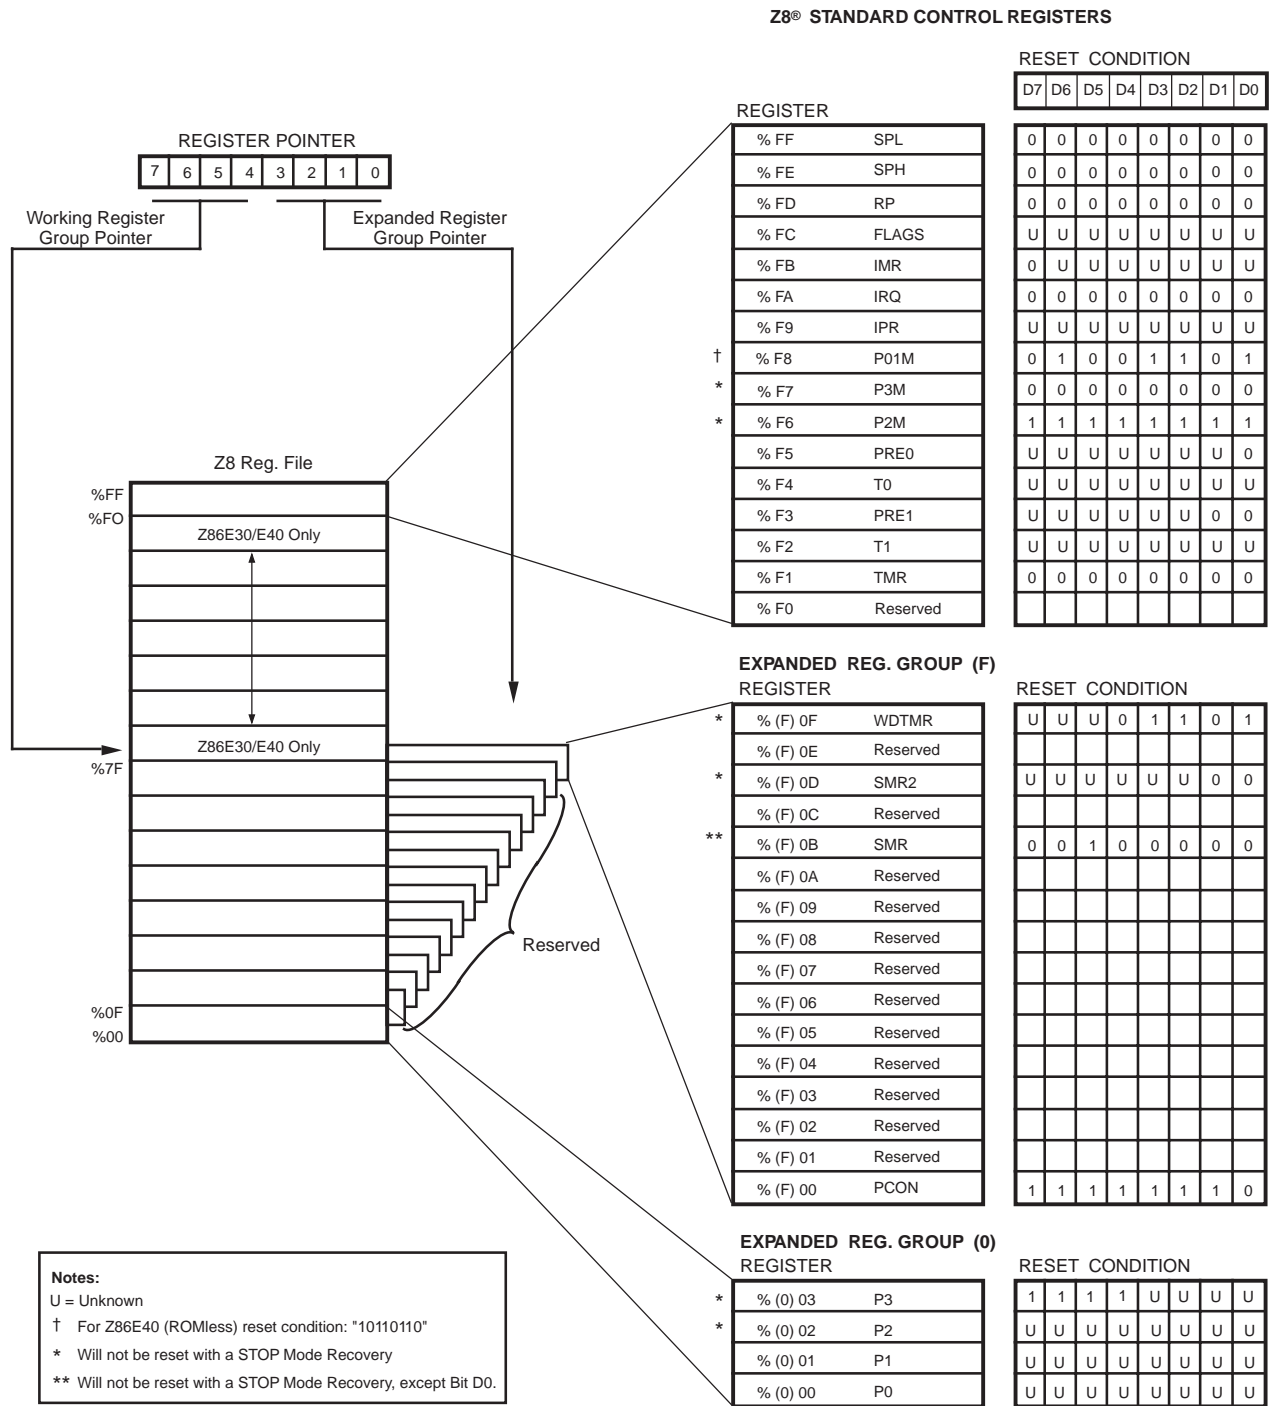 Z8® STANDARD CONTROL REGISTERS
RESET CONDITION
D7 D6 D5 D4 D3 D2 D1 D0
REGISTER
% FF SPL 0 0 0 0 0 0 0 0
% FE SPH 0 0 0 0 0 0 0 0
% FD RP 0 0 0 0 0 0 0 0
% FC FLAGS U U U U U U U U
% FB IMR 0 U U U U U U U
% FA IRQ 0 0 0 0 0 0 0 0
% F9 IPR U U U U U U U U
† % F8 P01M 0 1 0 0 1 1 0 1
* % F7 P3M 0 0 0 0 0 0 0 0
* % F6 P2M 1 1 1 1 1 1 1 1
% F5 PRE0 U U U U U U U 0
% F4 T0 U U U U U U U U
% F3 PRE1 U U U U U U 0 0
% F2 T1 U U U U U U U U
% F1 TMR 0 0 0 0 0 0 0 0
% F0 Reserved
REGISTER POINTER
7 6 5 4 3 2 1 0
Working Register Group Pointer
Expanded Register Group Pointer
Z8 Reg. File
%FF
%FO
Z86E30/E40 Only
Z86E30/E40 Only
%7F
%0F
%00
Reserved
EXPANDED REG. GROUP (F)
REGISTER RESET CONDITION
* % (F) 0F WDTMR U U U 0 1 1 0 1
% (F) 0E Reserved
* % (F) 0D SMR2 U U U U U U 0 0
% (F) 0C Reserved
** % (F) 0B SMR 0 0 1 0 0 0 0 0
% (F) 0A Reserved
% (F) 09 Reserved
% (F) 08 Reserved
% (F) 07 Reserved
% (F) 06 Reserved
% (F) 05 Reserved
% (F) 04 Reserved
% (F) 03 Reserved
% (F) 02 Reserved
% (F) 01 Reserved
% (F) 00 PCON 1 1 1 1 1 1 1 0
EXPANDED REG. GROUP (0)
REGISTER RESET CONDITION
* % (0) 03 P3 1 1 1 1 U U U U
* % (0) 02 P2 U U U U U U U U
% (0) 01 P1 U U U U U U U U
% (0) 00 P0 U U U U U U U U
Notes:
U = Unknown
† For Z86E40 (ROMless) reset condition: "10110110"
* Will not be reset with a STOP Mode Recovery
** Will not be reset with a STOP Mode Recovery, except Bit D0.